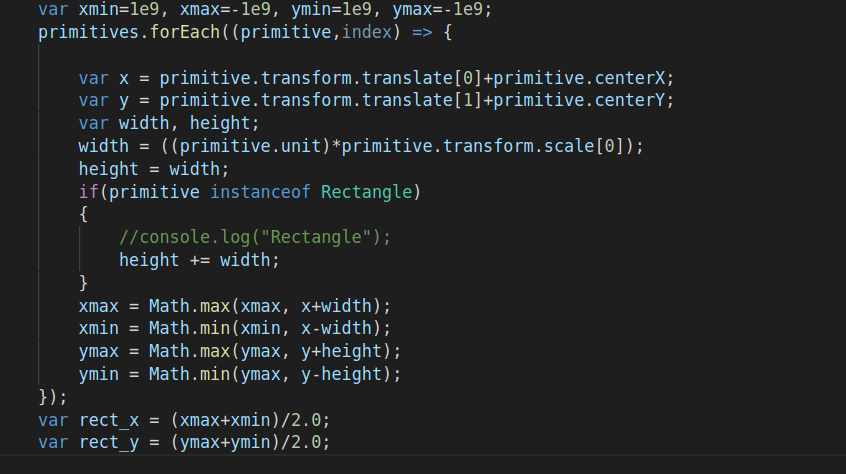 var xmin=1e9, xmax=-1e9, ymin=1e9, ymax=-1e9;
primitives.forEach((primitive,index) => {
var x = primitive.transform.translate[0]+primitive.centerX;
var y = primitive.transform.translate[1]+primitive.centerY;
var width, height;
width = ((primitive.unit)*primitive.transform.scale[0]);
height = width;
if(primitive instanceof Rectangle)
{
//console.log("Rectangle");
height += width;
}
xmax = Math.max(xmax, x+width);
xmin = Math.min(xmin, x-width);
ymax = Math.max(ymax, y+height);
ymin = Math.min(ymax, y-height);
});
var rect_x = (xmax+xmin)/2.0;
var rect_y = (ymax+ymin)/2.0;